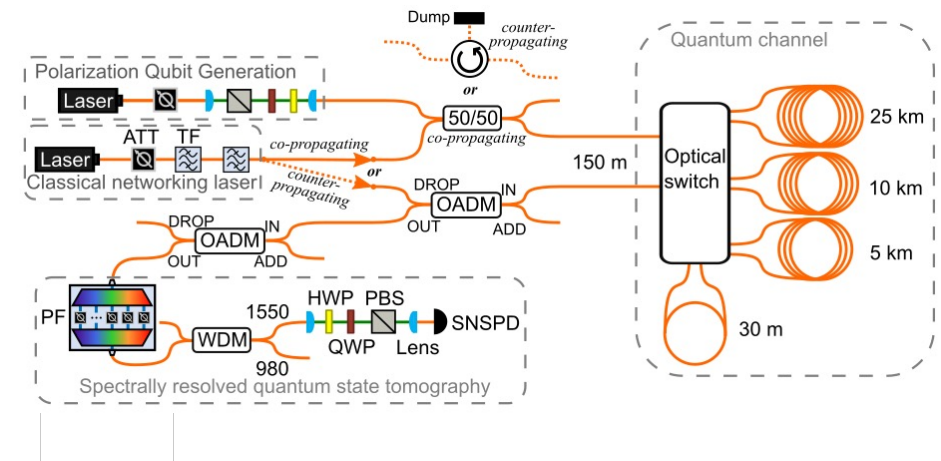 Dump
counter-
propagating
or
Polarization Qubit Generation
Laser
50/50
co-propagating
ATT TF
Laser
co-propagating
or
counter-
propagating
Classical networking laser
Quantum channel
25 km
150 m
Optical
switch
10 km
5 km
30 m
DROP
IN
OADM
OUT
ADD
DROP
IN
OADM
OUT
ADD
PF
...
HWP PBS
1550
SNSPD
WDM
QWP
Lens
980
Spectrally resolved quantum state tomography